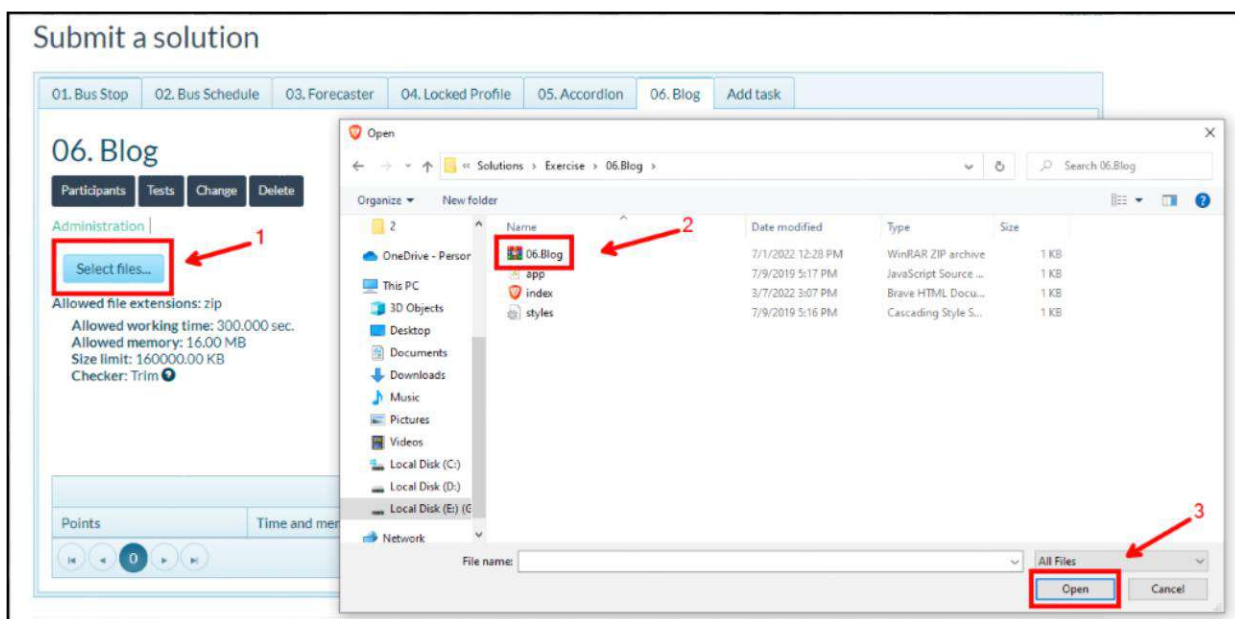 Submit a solution
01. Bus Stop 02. Bus Schedule 03. Forecaster 04. Locked Profile 05. Accordion 06. Blog Add task
06. Blog
Participants Tests Change Delete
Administration
1
Select files...
Allowed file extensions: zip
Allowed working time: 300.000 sec.
Allowed memory: 16.00 MB
Size limit: 160000.00 KB
Checker: Trim
Points Time and mer
0
Open
« Solutions › Exercise › 06.Blog ›
Search 06.Blog
Organize New folder
2
OneDrive - Person
This PC
3D Objects
Desktop
Documents
Downloads
Music
Pictures
Videos
Local Disk (C:)
Local Disk (D:)
Local Disk (E:) (G
Network
Name Date modified Type Size
2
06.Blog 7/1/2022 12:28 PM WinRAR ZIP archive 1 KB
app 7/9/2019 5:17 PM JavaScript Source ... 1 KB
index 3/7/2022 3:07 PM Brave HTML Docu... 1 KB
styles 7/9/2019 5:16 PM Cascading Style S... 1 KB
3
File name: All Files
Open Cancel